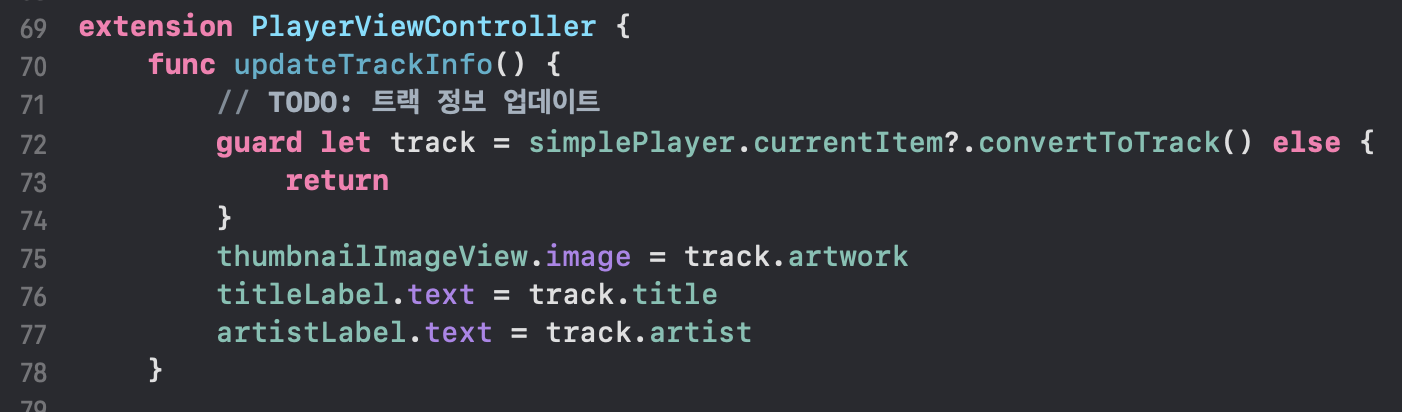 69 extension PlayerViewController {
70 func updateTrackInfo() {
71 // TODO: 트랙 정보 업데이트
72 guard let track = simplePlayer.currentItem?.convertToTrack() else {
73 return
74 }
75 thumbnailImageView.image = track.artwork
76 titleLabel.text = track.title
77 artistLabel.text = track.artist
78 }
79